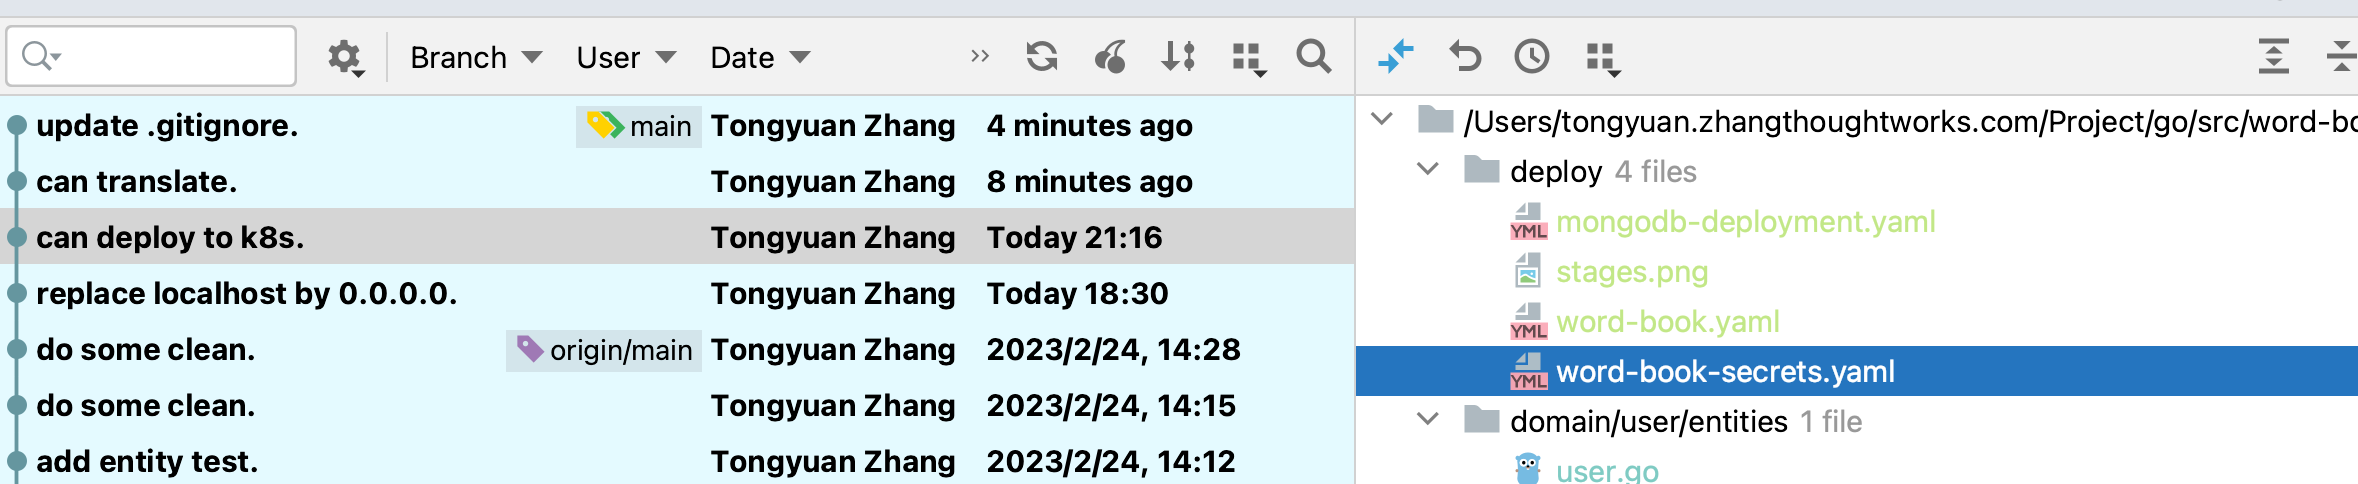 Branch User Date
update .gitignore. main Tongyuan Zhang 4 minutes ago
can translate. Tongyuan Zhang 8 minutes ago
can deploy to k8s. Tongyuan Zhang Today 21:16
replace localhost by 0.0.0.0. Tongyuan Zhang Today 18:30
do some clean. origin/main Tongyuan Zhang 2023/2/24, 14:28
do some clean. Tongyuan Zhang 2023/2/24, 14:15
add entity test. Tongyuan Zhang 2023/2/24, 14:12
/Users/tongyuan.zhangthoughtworks.com/Project/go/src/word-bo
deploy 4 files
YML mongodb-deployment.yaml
stages.png
YML word-book.yaml
YML word-book-secrets.yaml
domain/user/entities 1 file
user.go